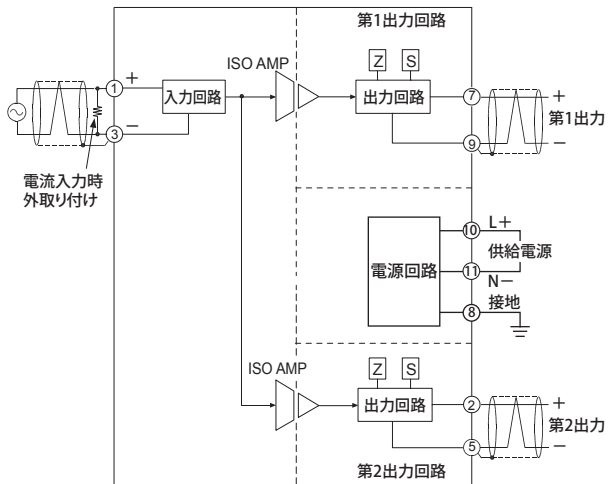 第1出力回路
ISO AMP
Z S
① + 入力回路 出力回路 ⑦ +
第1出力
③ − ⑨ −
電流入力時
外取り付け
⑩ L+
電源回路 供給電源
⑪ N−
⑧ 接地
ISO AMP
Z S
出力回路 ② +
第2出力
⑤ −
第2出力回路